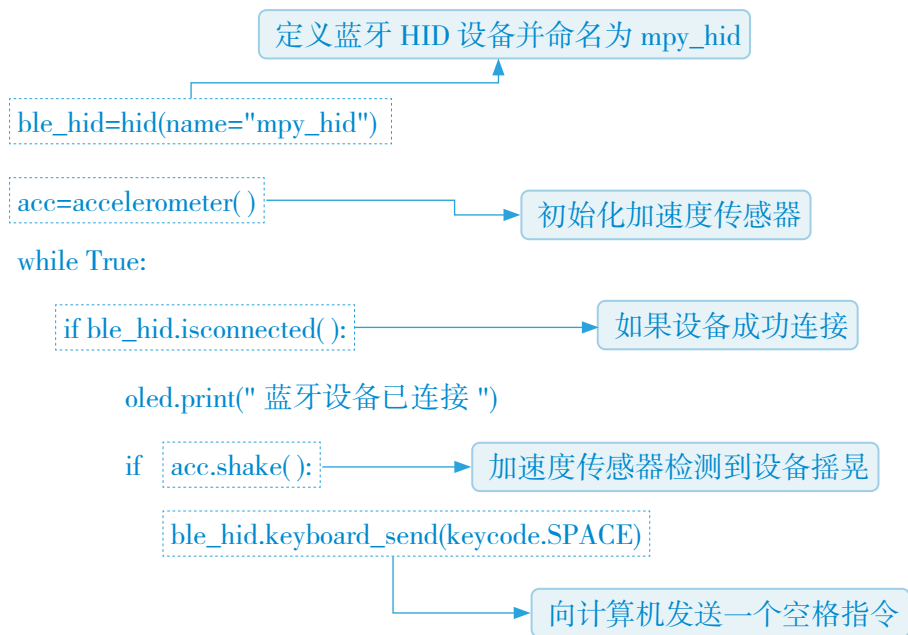 定义蓝牙 HID 设备并命名为 mpy_hid
ble_hid=hid(name="mpy_hid")
acc=accelerometer( )
初始化加速度传感器
while True:
if ble_hid.isconnected( ):
如果设备成功连接
oled.print(" 蓝牙设备已连接 ")
if acc.shake( ):
加速度传感器检测到设备摇晃
ble_hid.keyboard_send(keycode.SPACE)
向计算机发送一个空格指令